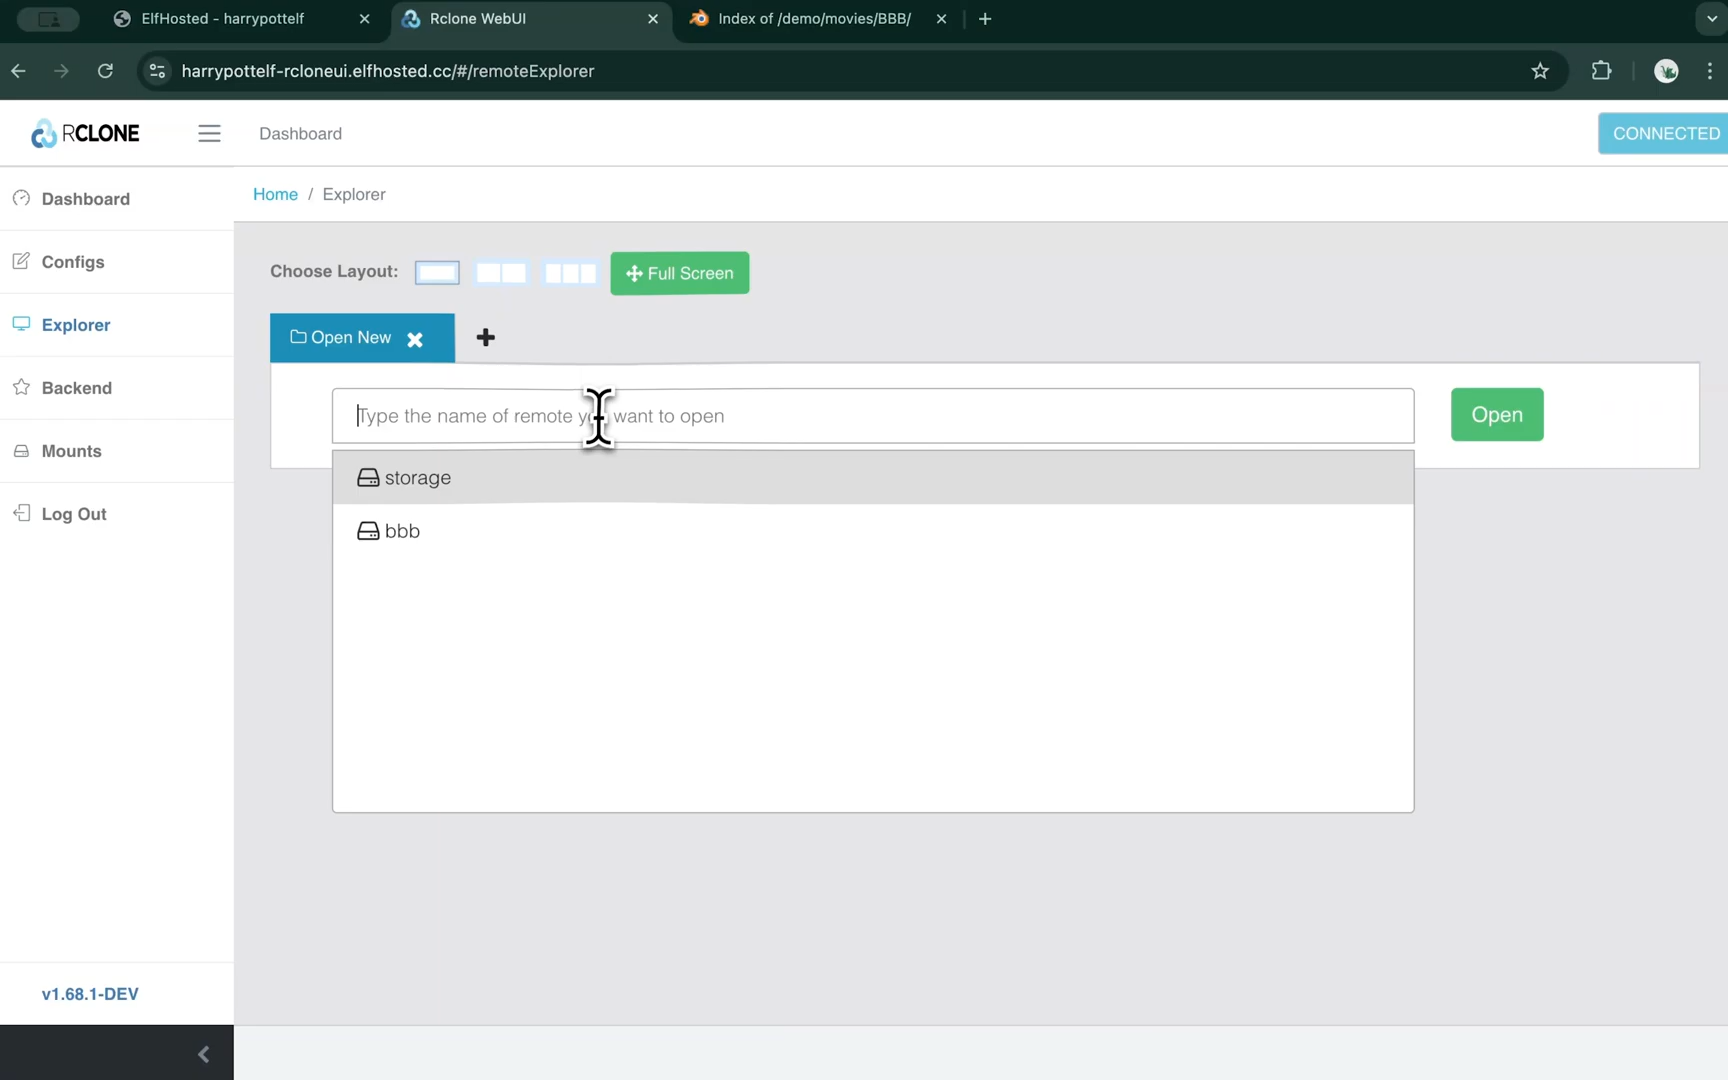 ElfHosted - harrypottelf
Rclone WebUI
Index of /demo/movies/BBB/
harrypottelf-rcloneui.elfhosted.cc/#/remoteExplorer
RCLONE
Dashboard
CONNECTED
Dashboard
Configs
Explorer
Backend
Mounts
Log Out
v1.68.1-DEV
Home / Explorer
Choose Layout:
Full Screen
Open New
Type the name of remote you want to open
Open
storage
bbb